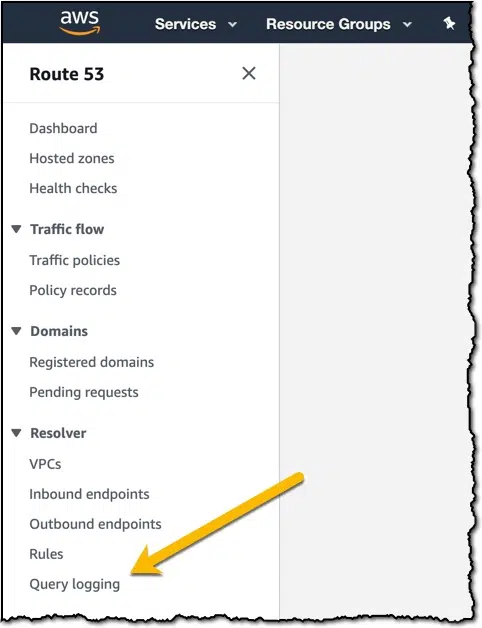 aws Services Resource Groups
Route 53
Dashboard
Hosted zones
Health checks
Traffic flow
Traffic policies
Policy records
Domains
Registered domains
Pending requests
Resolver
VPCs
Inbound endpoints
Outbound endpoints
Rules
Query logging